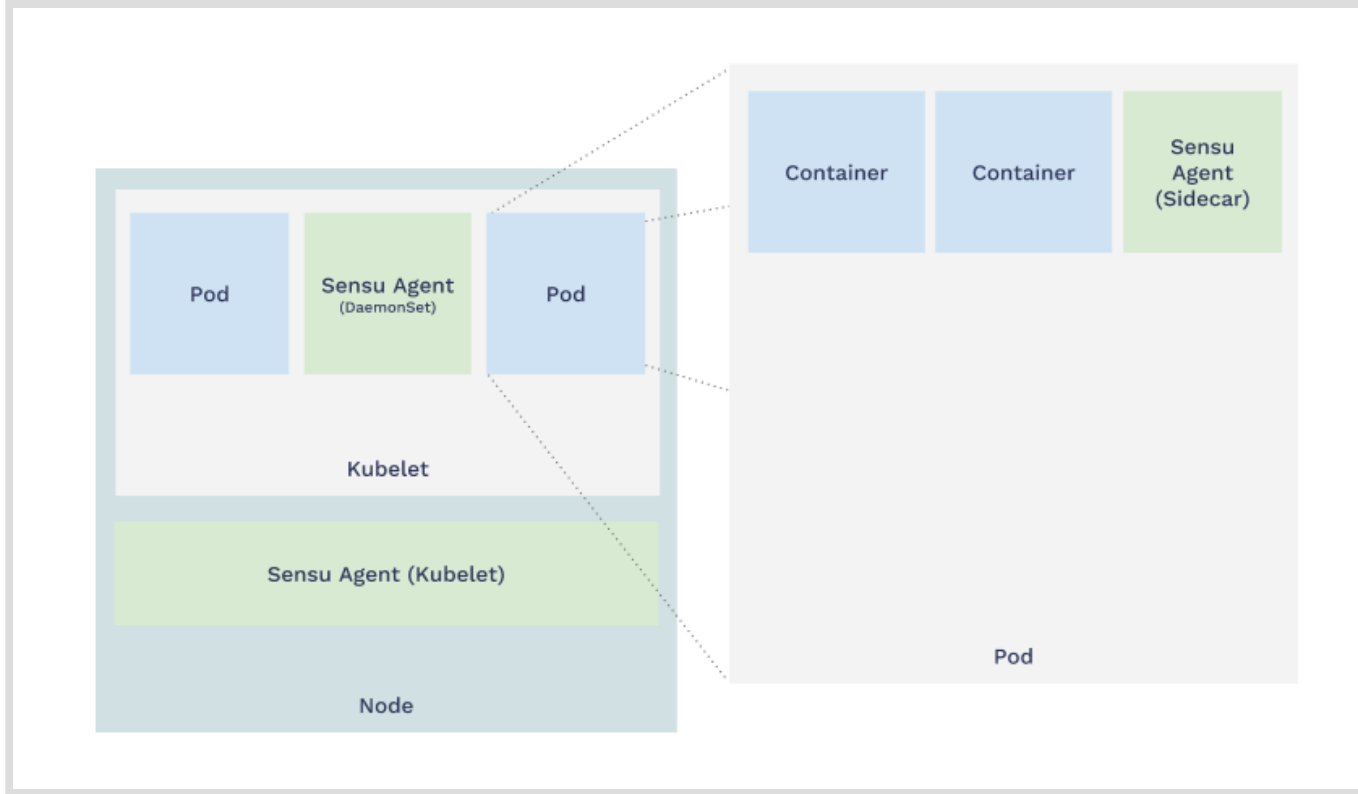 Pod
Sensu Agent
(DaemonSet)
Pod
Kubelet
Sensu Agent (Kubelet)
Node
Container
Container
Sensu
Agent
(Sidecar)
Pod